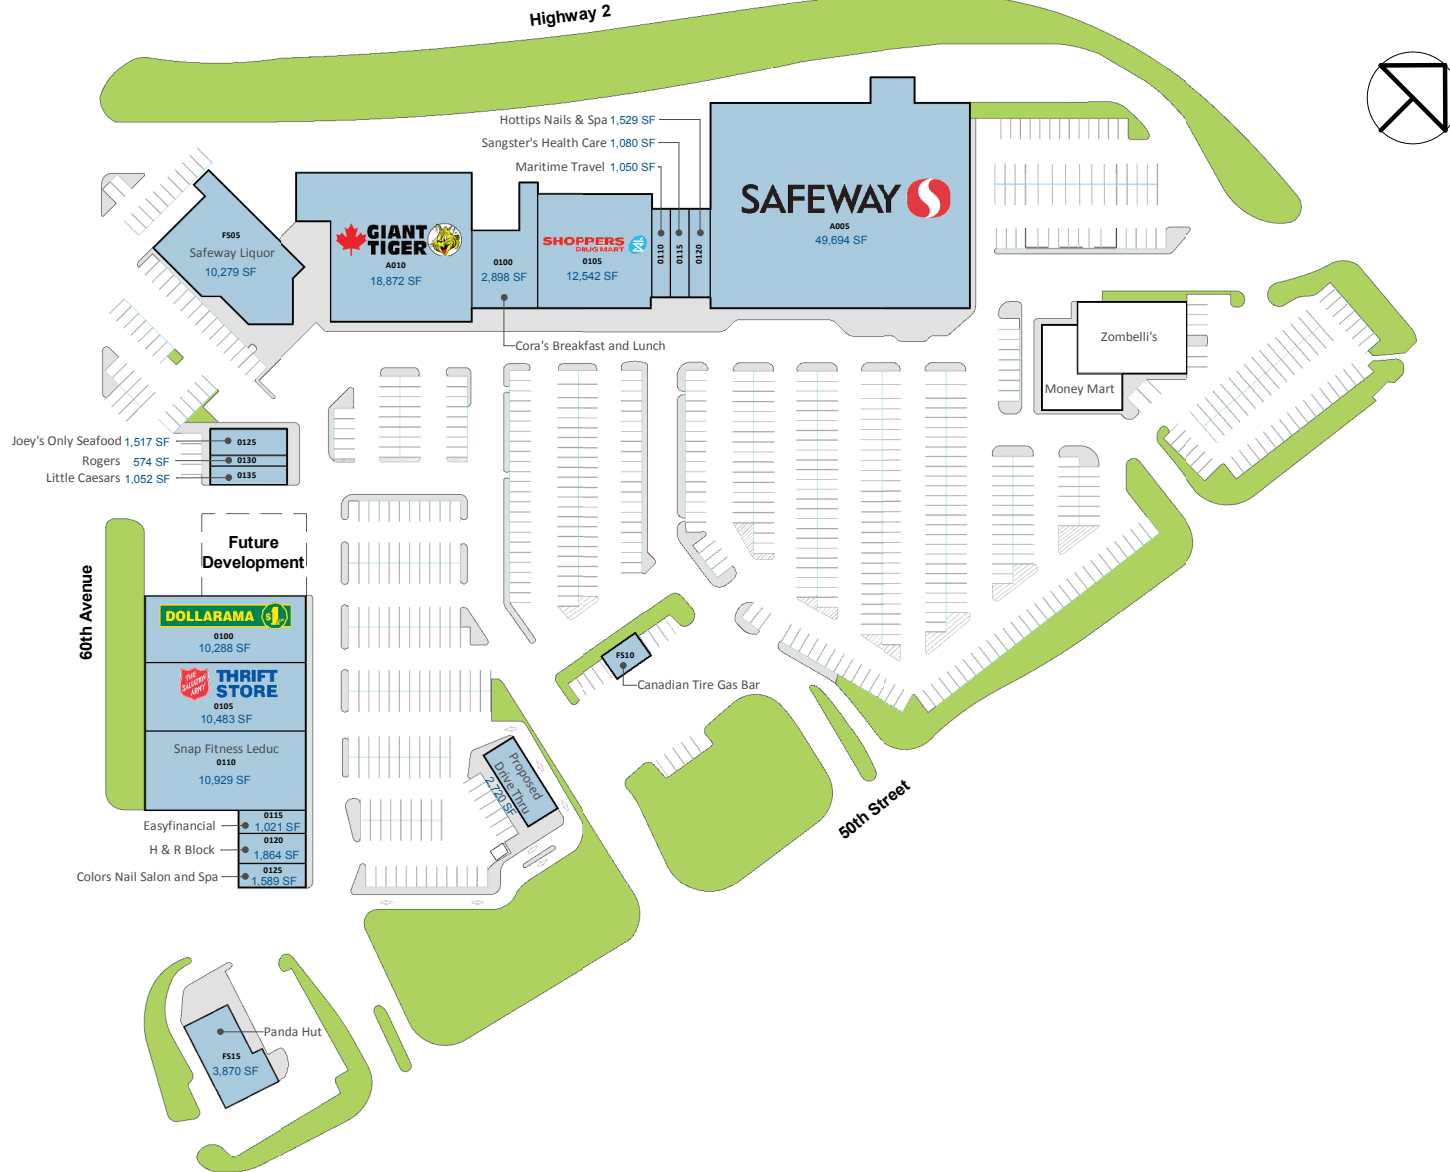 Highway 2
Hottips Nails & Spa 1,529 SF
Sangster's Health Care 1,080 SF
Maritime Travel 1,050 SF
SAFEWAY
A005
49,694 SF
FS05
Safeway Liquor
10,279 SF
GIANT
TIGER
A010
18,872 SF
0100
2,898 SF
SHOPPERS
DRUG MART
0105
12,542 SF
0110
0115
0120
Cora's Breakfast and Lunch
Zombelli's
Money Mart
Joey's Only Seafood 1,517 SF
0125
Rogers 574 SF
0130
Little Caesars 1,052 SF
0135
Future
Development
60th Avenue
DOLLARAMA $1
0100
10,288 SF
THE
SALVATION
ARMY
THRIFT
STORE
0105
10,483 SF
Snap Fitness Leduc
0110
10,929 SF
Easyfinancial
0115
1,021 SF
H & R Block
0120
1,864 SF
Colors Nail Salon and Spa
0125
1,589 SF
FS10
Canadian Tire Gas Bar
Proposed
Drive Thru
2,720 SF
50th Street
Panda Hut
FS15
3,870 SF